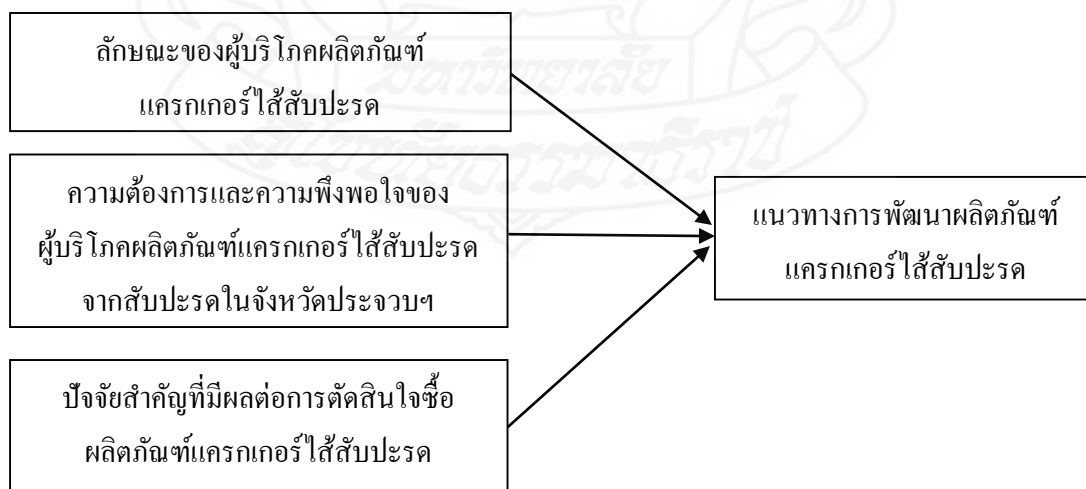 ลักษณะของผู้บริโภคผลิตภัณฑ์
แครกเกอร์ไส้สับปะรด
ความต้องการและความพึงพอใจของ
ผู้บริโภคผลิตภัณฑ์แครกเกอร์ไส้สับปะรด
จากสับปะรดในจังหวัดประจวบฯ
ปัจจัยสำคัญที่มีผลต่อการตัดสินใจซื้อ
ผลิตภัณฑ์แครกเกอร์ไส้สับปะรด
แนวทางการพัฒนาผลิตภัณฑ์
แครกเกอร์ไส้สับปะรด